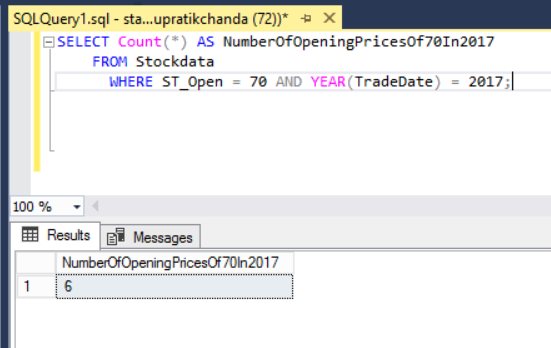 SQLQuery1.sql - sta...upratikchanda (72))*
SELECT Count(*) AS NumberOfOpeningPricesOf70In2017
FROM Stockdata
WHERE ST_Open = 70 AND YEAR(TradeDate) = 2017;
100 %
Results Messages
NumberOfOpeningPricesOf70In2017
1 6